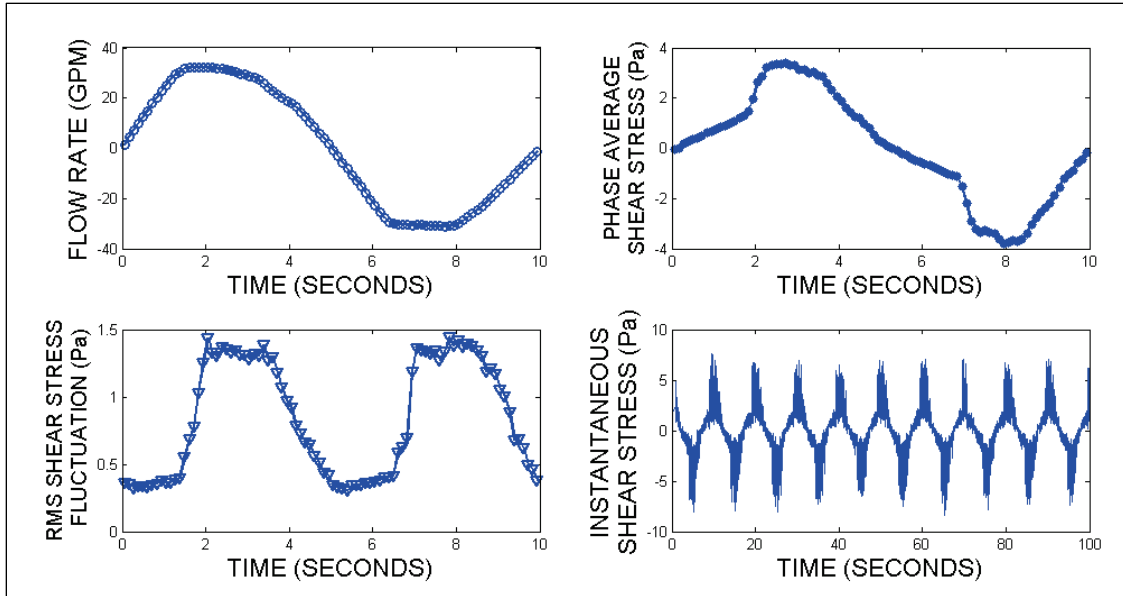 FLOW RATE (GPM)
40
20
0
-20
-40
0 2 4 6 8 10
TIME (SECONDS)
PHASE AVERAGE
SHEAR STRESS (Pa)
4
2
0
-2
-4
0 2 4 6 8 10
TIME (SECONDS)
RMS SHEAR STRESS
FLUCTUATION (Pa)
1.5
1
0.5
0
0 2 4 6 8 10
TIME (SECONDS)
INSTANTANEOUS
SHEAR STRESS (Pa)
10
5
0
-5
-10
0 20 40 60 80 100
TIME (SECONDS)